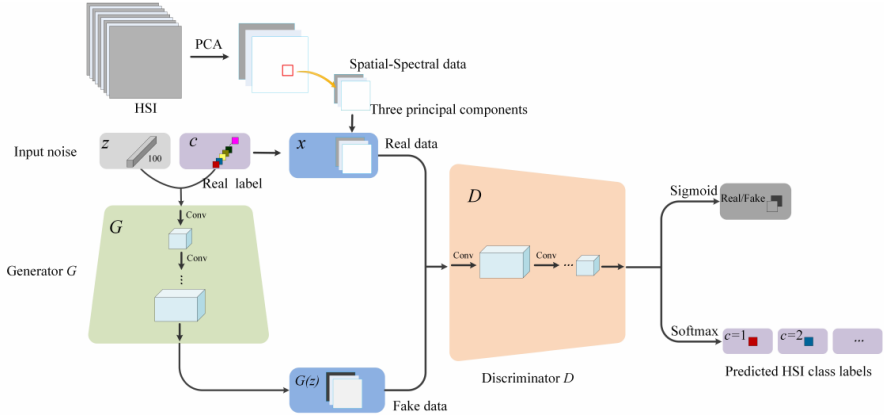 PCA
HSI
Spatial-Spectral data
Three principal components
Input noise
z
100
c
Real label
x
Real data
G
Conv
Conv
...
Generator G
G(z)
Fake data
D
Conv
Conv
...
Discriminator D
Sigmoid
Real/Fake
Softmax
c=1
c=2
...
Predicted HSI class labels